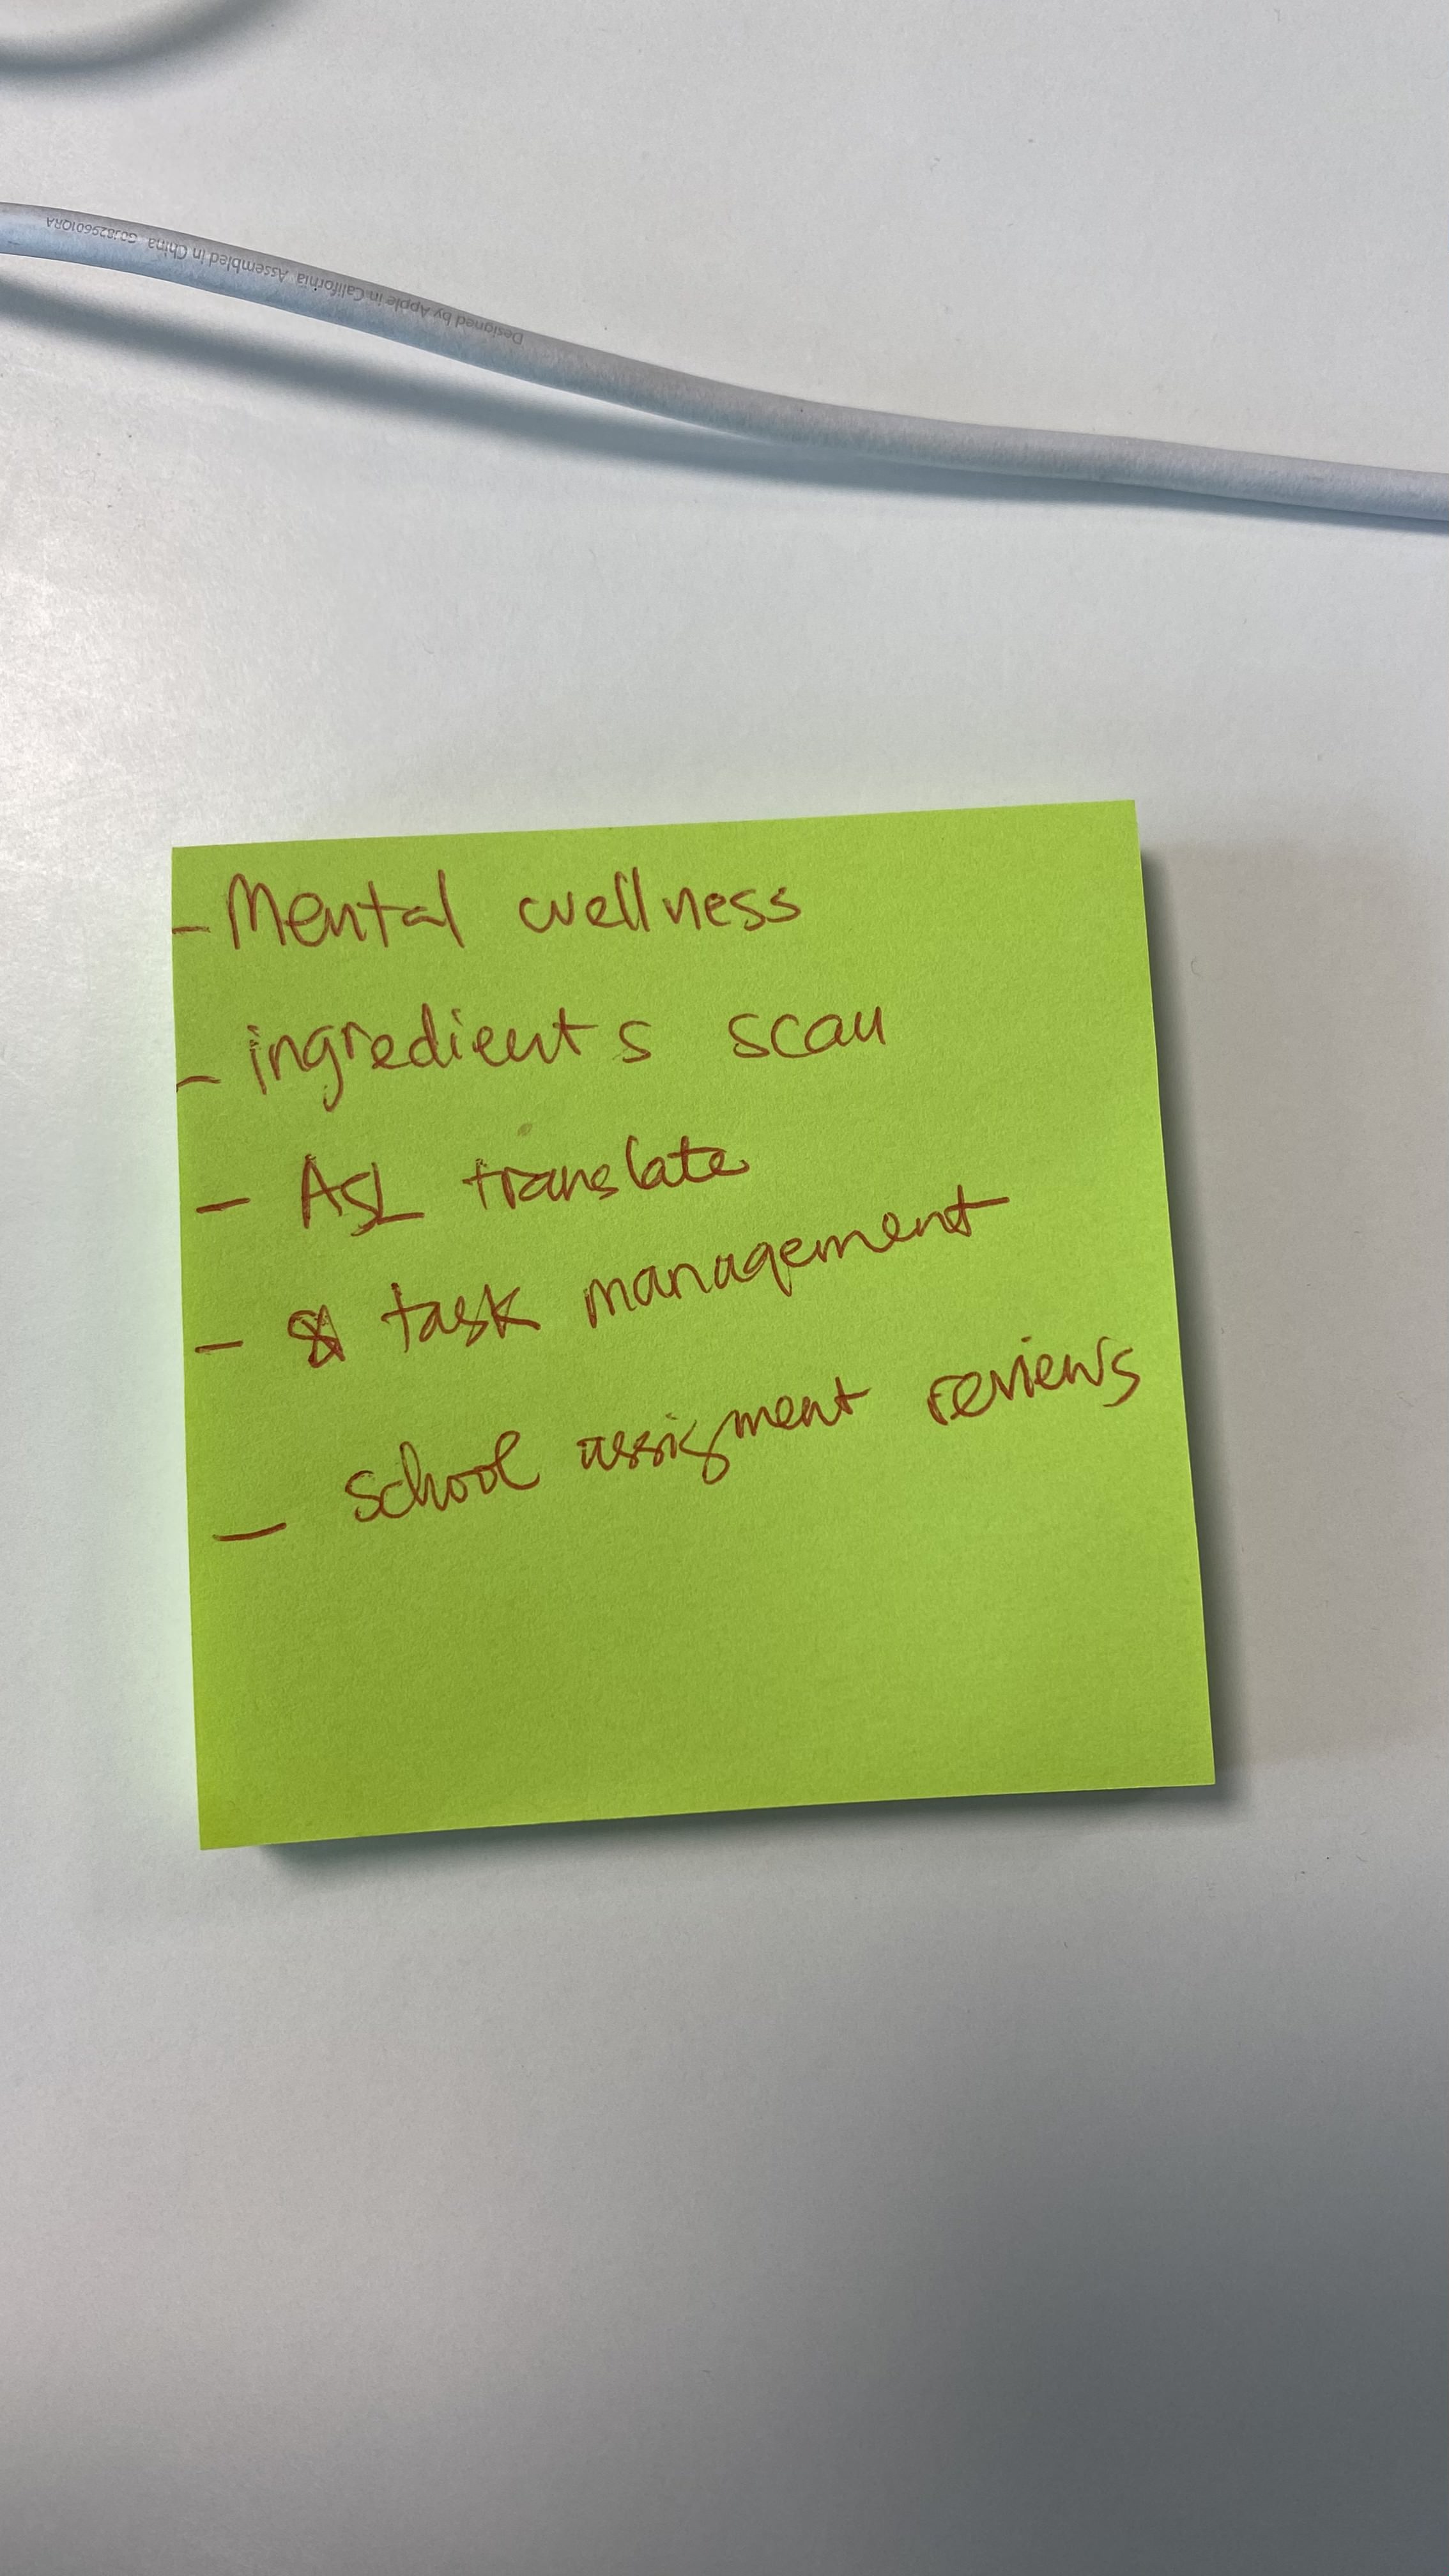 Designed by Apple in California Assembled in China
- Mental wellness
- ingredients scan
- ASL translate
- task management
- school assigment reviews